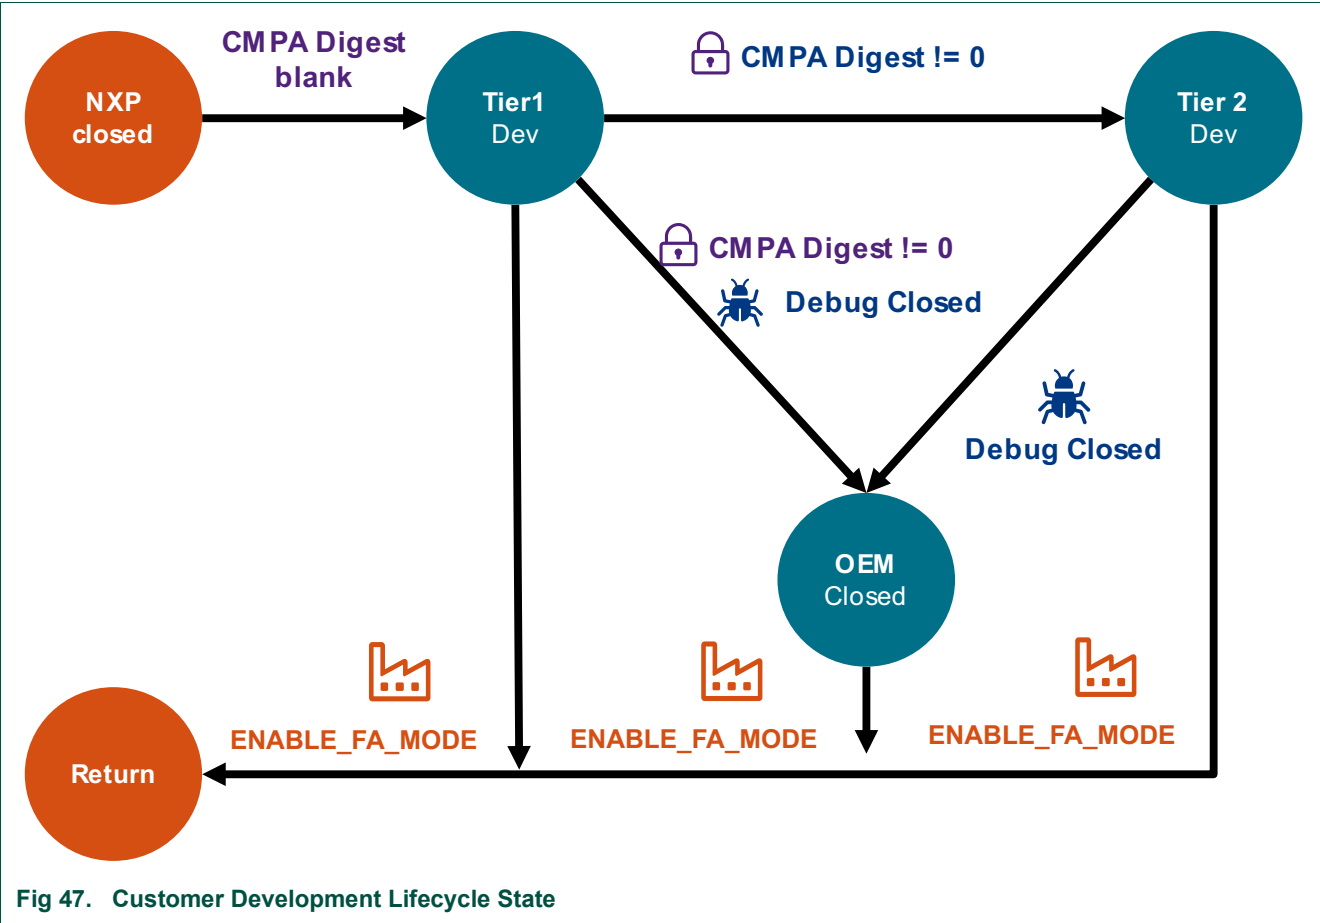 CMPA Digest
blank
CMPA Digest != 0
NXP
closed
Tier1
Dev
Tier 2
Dev
CMPA Digest != 0
Debug Closed
Debug Closed
OEM
Closed
ENABLE_FA_MODE
ENABLE_FA_MODE
ENABLE_FA_MODE
Return
Fig 47. Customer Development Lifecycle State